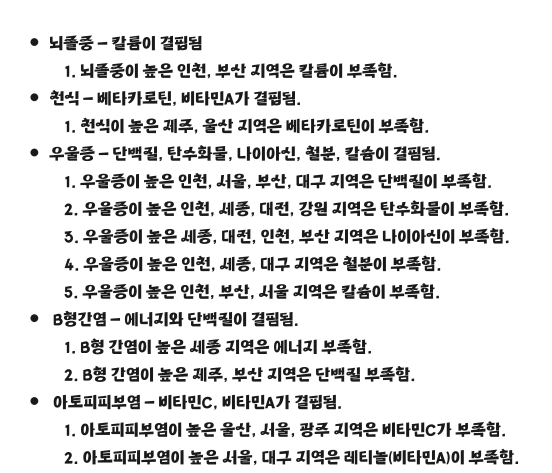 • 뇌졸중 – 칼륨이 결핍됨
1. 뇌졸중이 높은 인천, 부산 지역은 칼륨이 부족함.
• 천식 – 베타카로틴, 비타민A가 결핍됨.
1. 천식이 높은 제주, 울산 지역은 베타카로틴이 부족함.
• 우울증 – 단백질, 탄수화물, 나이아신, 철분, 칼슘이 결핍됨.
1. 우울증이 높은 인천, 서울, 부산, 대구 지역은 단백질이 부족함.
2. 우울증이 높은 인천, 세종, 대전, 강원 지역은 탄수화물이 부족함.
3. 우울증이 높은 세종, 대전, 인천, 부산 지역은 나이아신이 부족함.
4. 우울증이 높은 인천, 세종, 대구 지역은 철분이 부족함.
5. 우울증이 높은 인천, 부산, 서울 지역은 칼슘이 부족함.
• B형간염 – 에너지와 단백질이 결핍됨.
1. B형 간염이 높은 세종 지역은 에너지 부족함.
2. B형 간염이 높은 제주, 부산 지역은 단백질 부족함.
• 아토피피부염 – 비타민C, 비타민A가 결핍됨.
1. 아토피피부염이 높은 울산, 서울, 광주 지역은 비타민C가 부족함.
2. 아토피피부염이 높은 서울, 대구 지역은 레티놀(비타민A)이 부족함.